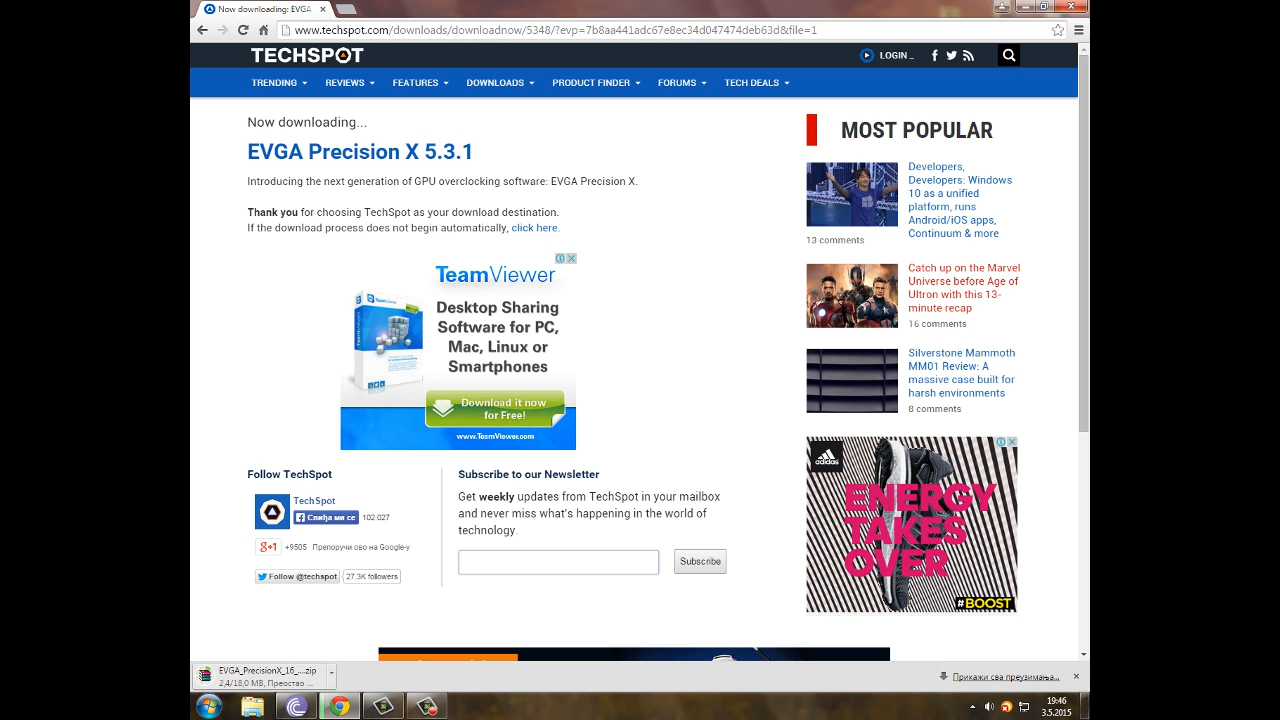 Now downloading: EVGA
www.techspot.com/downloads/downloadnow/5348/?evp=7b8aa441adc67e8ec34d047474deb63d&file=1
TECHSPOT
LOGIN _
TRENDING REVIEWS FEATURES DOWNLOADS PRODUCT FINDER FORUMS TECH DEALS
Now downloading...
EVGA Precision X 5.3.1
Introducing the next generation of GPU overclocking software: EVGA Precision X.
Thank you for choosing TechSpot as your download destination.
If the download process does not begin automatically, click here.
TeamViewer
Desktop Sharing
Software for PC,
Mac, Linux or
Smartphones
Download it now
for Free!
www.TeamViewer.com
Follow TechSpot
TechSpot
Свиђа ми се 102 027
g+1 +9505 Препоручи ово на Google-у
Follow @techspot 27.3K followers
Subscribe to our Newsletter
Get weekly updates from TechSpot in your mailbox
and never miss what's happening in the world of
technology.
Subscribe
MOST POPULAR
Developers,
Developers: Windows
10 as a unified
platform, runs
Android/iOS apps,
Continuum & more
13 comments
Catch up on the Marvel
Universe before Age of
Ultron with this 13-
minute recap
16 comments
Silverstone Mammoth
MM01 Review: A
massive case built for
harsh environments
8 comments
adidas
ENERGY
TAKES
OVER
#BOOST
EVGA_PrecisionX_16_....zip
2,4/18,0 MB, Преостао ...
Прикажи сва преузимања...
19:46
3.5.2015